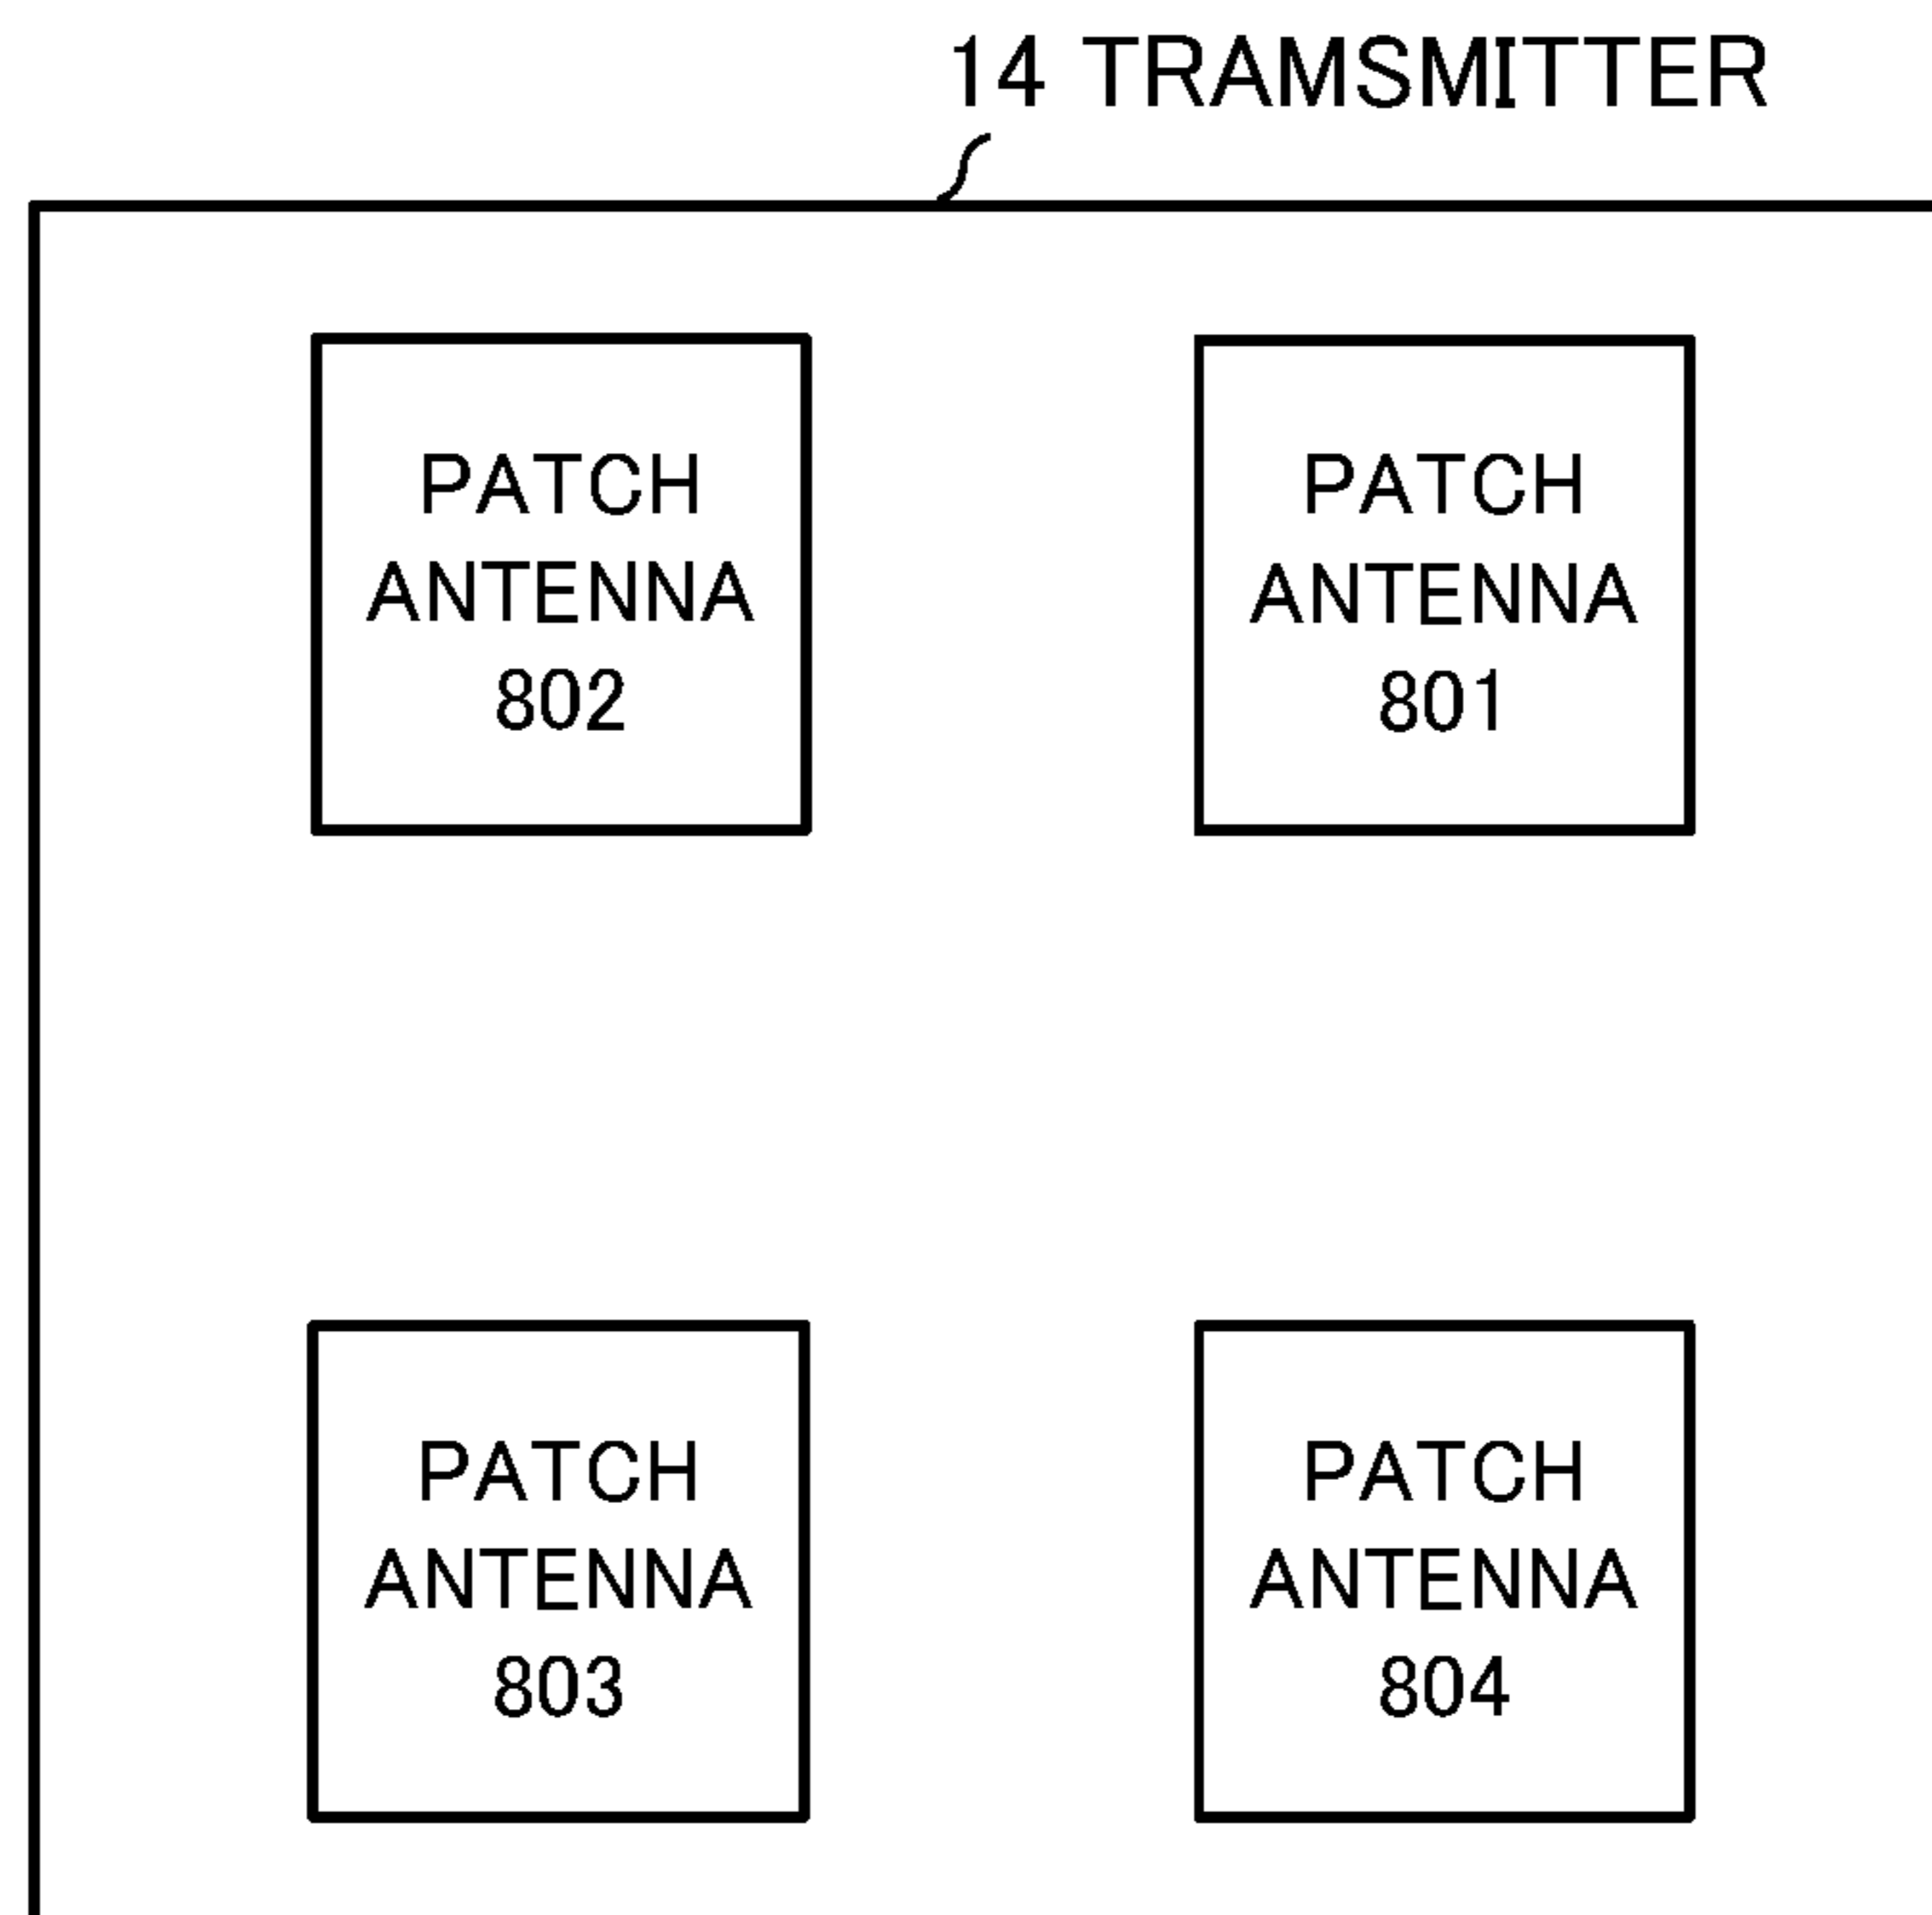 14 TRAMSMITTER
PATCH
ANTENNA
802
PATCH
ANTENNA
801
PATCH
ANTENNA
803
PATCH
ANTENNA
804